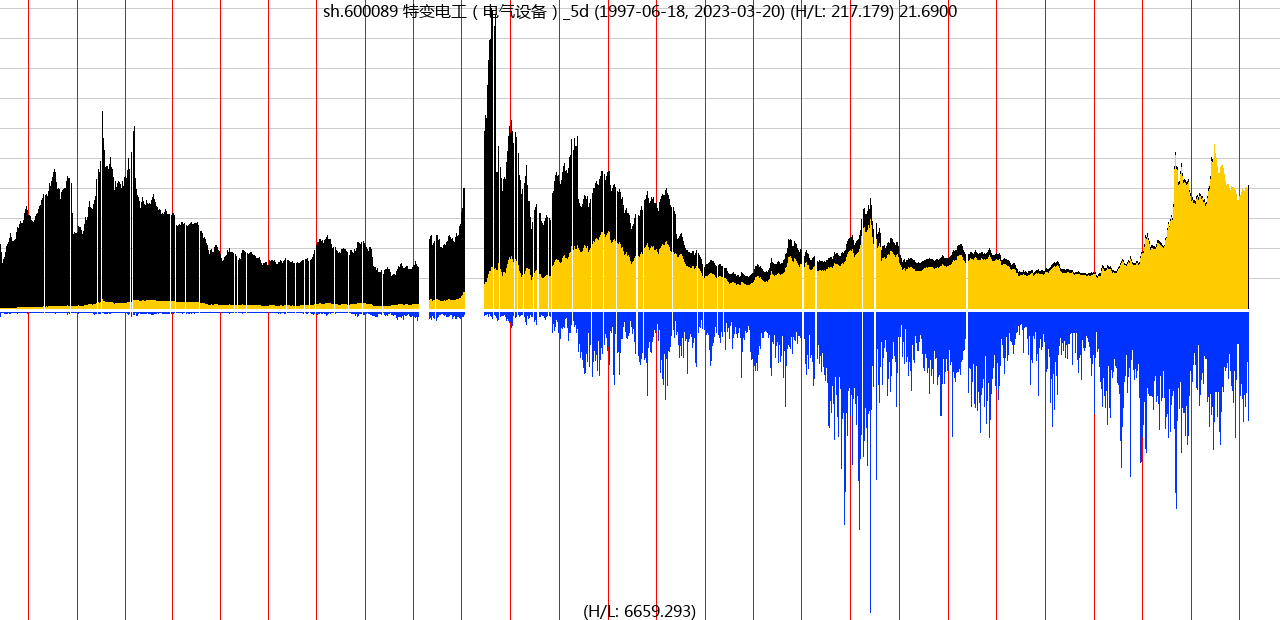 sh.600089 特变电工 ( 电气设备 ) _5d (1997-06-18, 2023-03-20) (H/L: 217.179) 21.6900
(H/L: 6659.293)